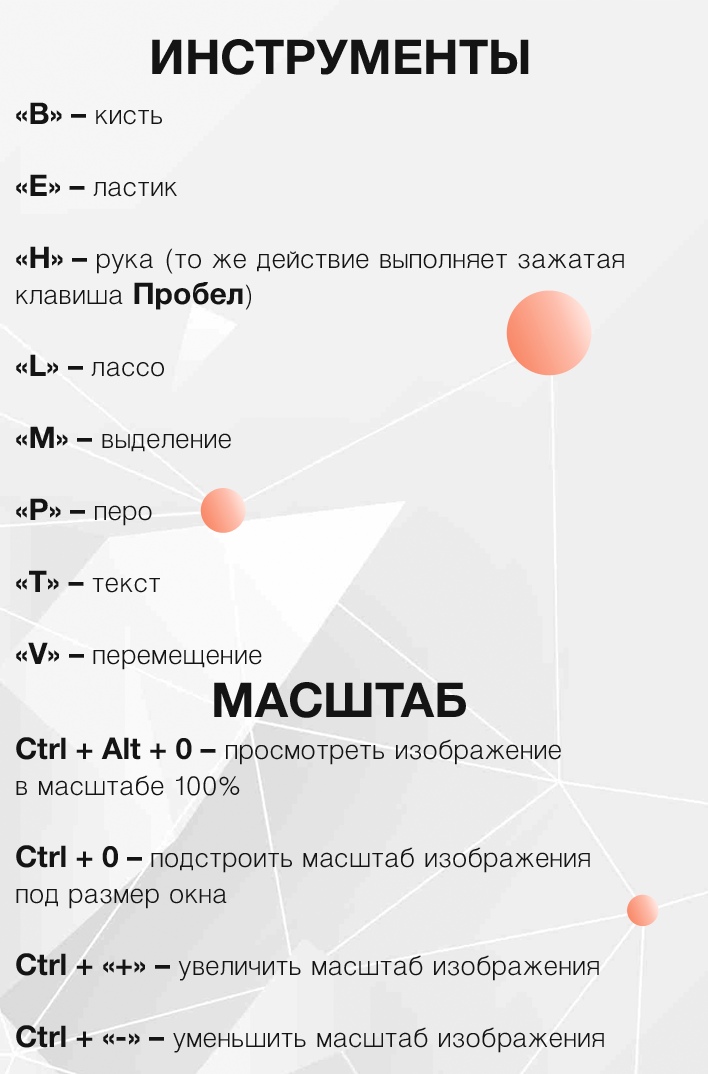 ИНСТРУМЕНТЫ
«B» – кисть
«E» – ластик
«H» – рука (то же действие выполняет зажатая
клавиша Пробел)
«L» – лассо
«M» – выделение
«P» – перо
«T» – текст
«V» – перемещение
МАСШТАБ
Ctrl + Alt + 0 – просмотреть изображение
в масштабе 100%
Ctrl + 0 – подстроить масштаб изображения
под размер окна
Ctrl + «+» – увеличить масштаб изображения
Ctrl + «-» – уменьшить масштаб изображения